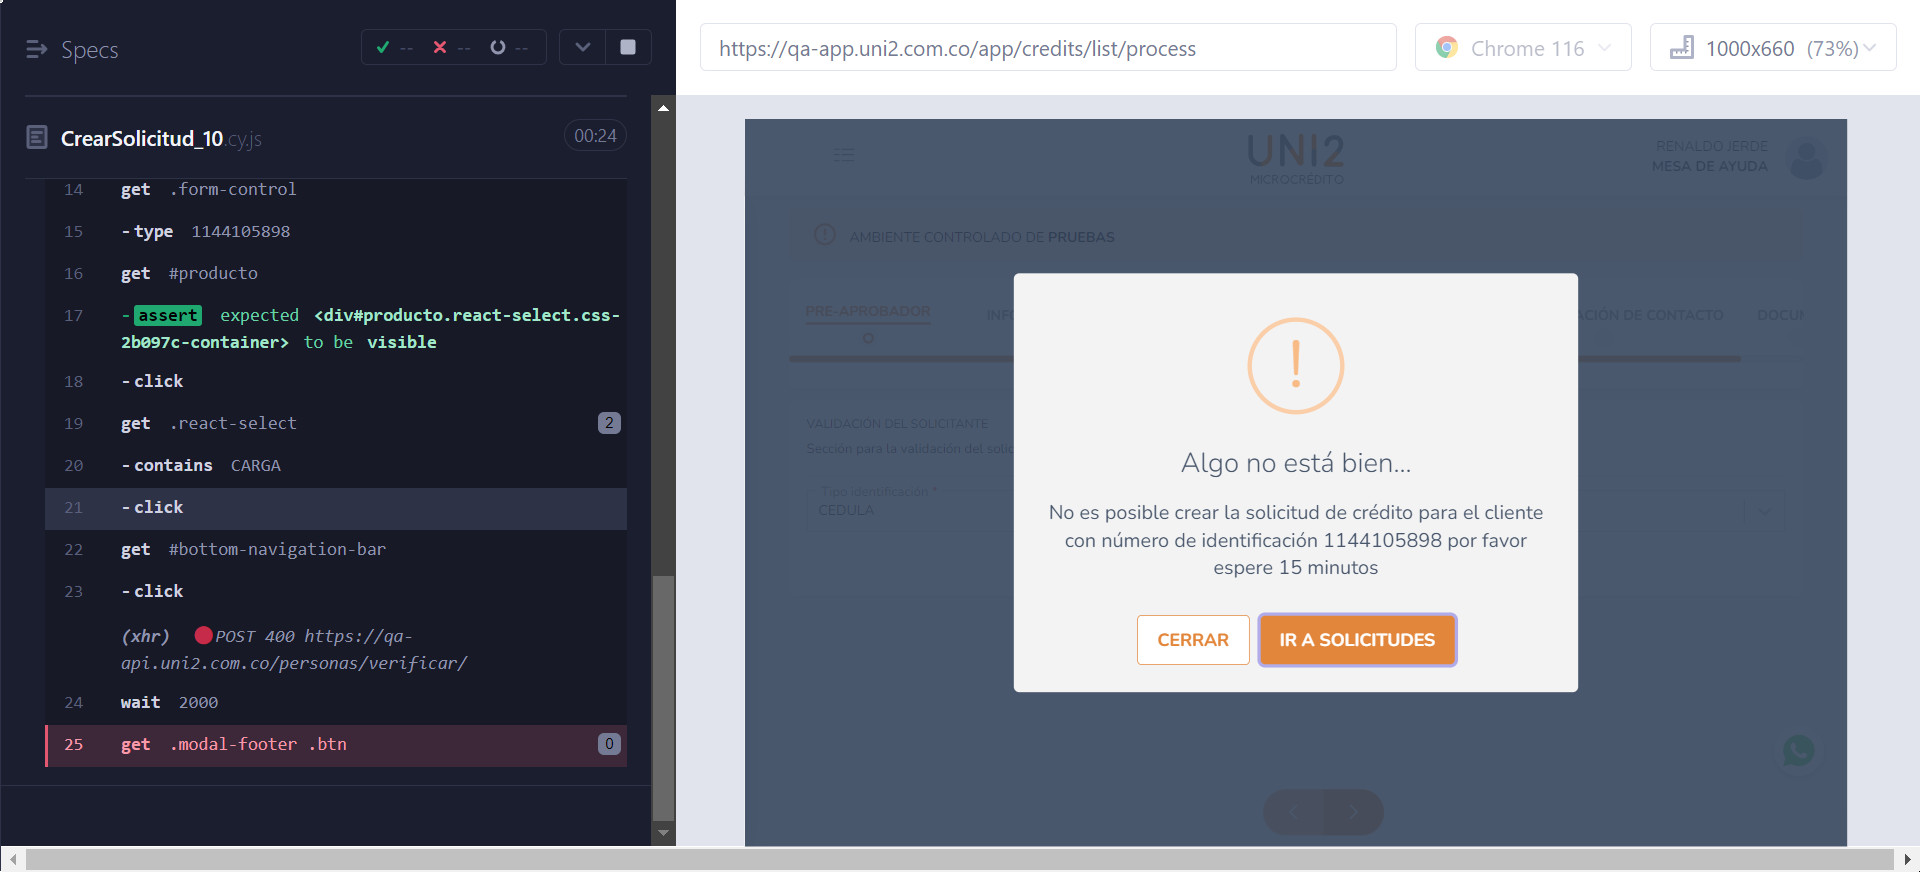 Specs
-- -- --
CrearSolicitud_10.cy.js
00:24
14 get .form-control
15 -type 1144105898
16 get #producto
17 -assert expected <div#producto.react-select.css-
2b097c-container> to be visible
18 -click
19 get .react-select 2
20 -contains CARGA
21 -click
22 get #bottom-navigation-bar
23 -click
(xhr) POST 400 https://qa-
api.uni2.com.co/personas/verificar/
24 wait 2000
25 get .modal-footer .btn 0
https://qa-app.uni2.com.co/app/credits/list/process
Chrome 116
1000x660 (73%)
UNI2
MICROCRÉDITO
RENALDO JERDE
MESA DE AYUDA
AMBIENTE CONTROLADO DE PRUEBAS
PRE-APROBADOR
INFO
ACIÓN DE CONTACTO
DOCUM
VALIDACIÓN DEL SOLICITANTE
Sección para la validación del solic
Tipo identificación *
CEDULA
!
Algo no está bien...
No es posible crear la solicitud de crédito para el cliente
con número de identificación 1144105898 por favor
espere 15 minutos
CERRAR
IR A SOLICITUDES